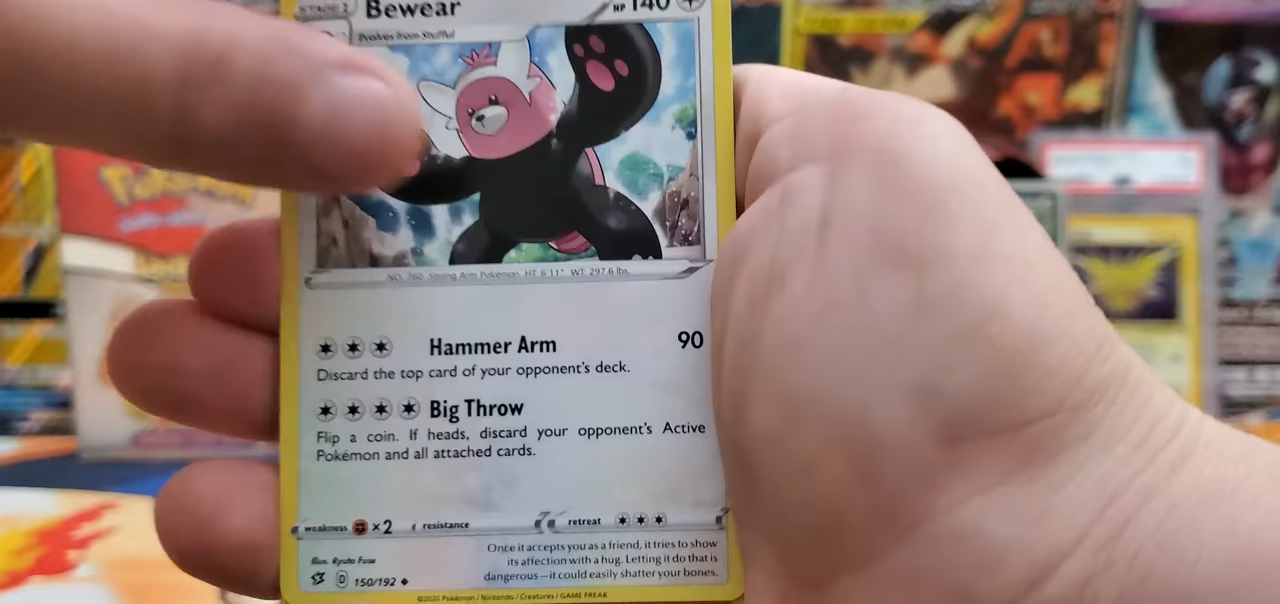 Bewear
HP 140
Evolves from Stufful
NO. 760 Strong Arm Pokémon HT: 6'11" WT: 297.6 lbs.
Hammer Arm 90
Discard the top card of your opponent's deck.
Big Throw
Flip a coin. If heads, discard your opponent's Active
Pokémon and all attached cards.
weakness ×2 resistance retreat
Once it accepts you as a friend, it tries to show
its affection with a hug. Letting it do that is
dangerous—it could easily shatter your bones.
Illus. Ryuta Fuse
D 150/192
©2020 Pokémon / Nintendo / Creatures / GAME FREAK
Pokémon